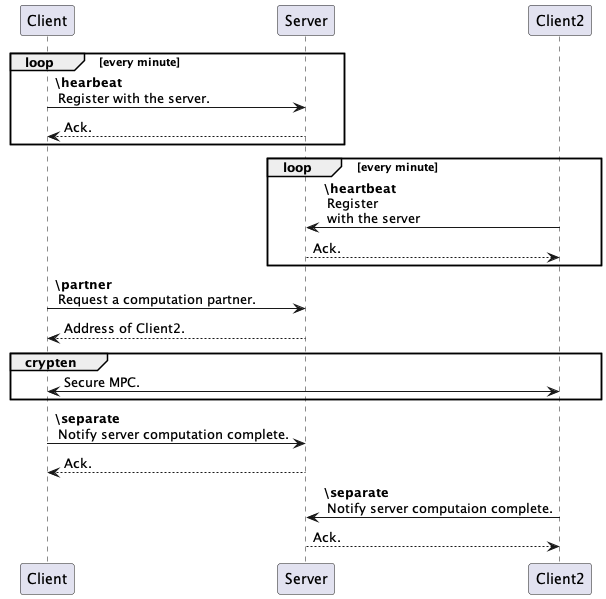 Client Server Client2
loop [every minute]
\hearbeat
Register with the server.
Ack.
loop [every minute]
\heartbeat
Register
with the server
Ack.
\partner
Request a computation partner.
Address of Client2.
crypten
Secure MPC.
\separate
Notify server computation complete.
Ack.
\separate
Notify server computaion complete.
Ack.
Client Server Client2